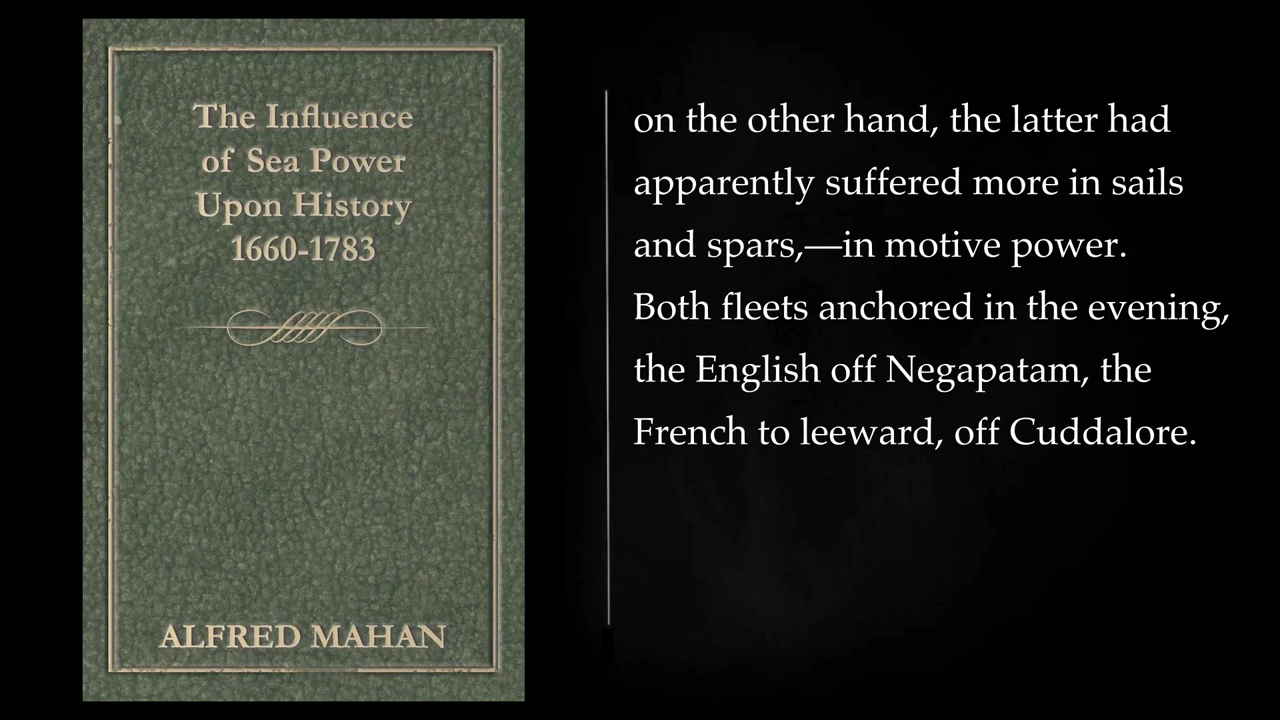 The Influence
of Sea Power
Upon History
1660-1783
ALFRED MAHAN
on the other hand, the latter had
apparently suffered more in sails
and spars,—in motive power.
Both fleets anchored in the evening,
the English off Negapatam, the
French to leeward, off Cuddalore.